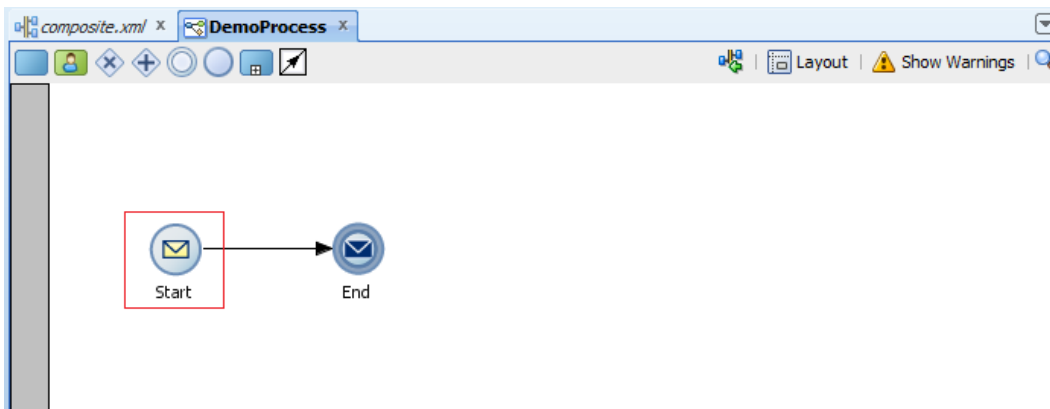 composite.xml x DemoProcess x
Layout Show Warnings
Start End